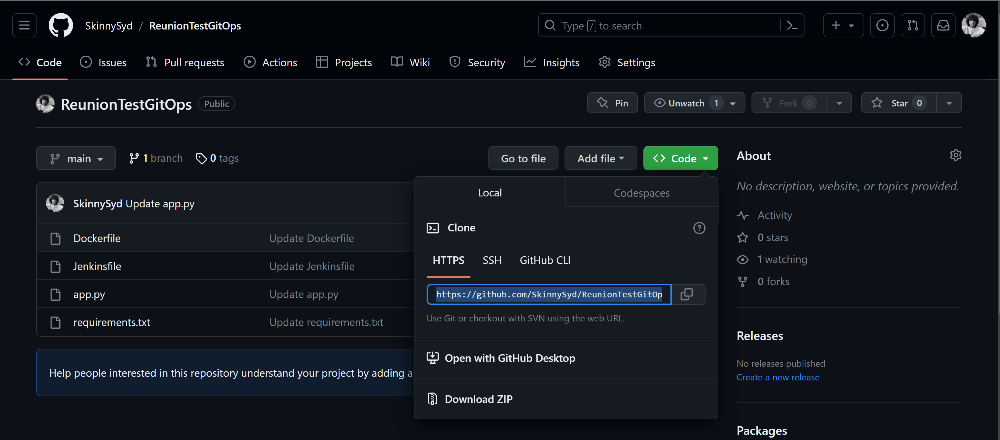 SkinnySyd / ReunionTestGitOps
Type / to search
Code Issues Pull requests Actions Projects Wiki Security Insights Settings
ReunionTestGitOps Public
Pin Unwatch 1 Fork 0 Star 0
main 1 branch 0 tags Go to file Add file Code
SkinnySyd Update app.py
Dockerfile Update Dockerfile
Jenkinsfile Update Jenkinsfile
app.py Update app.py
requirements.txt Update requirements.txt
Help people interested in this repository understand your project by adding a
Local Codespaces
Clone
HTTPS SSH GitHub CLI
https://github.com/SkinnySyd/ReunionTestGitOp
Use Git or checkout with SVN using the web URL.
Open with GitHub Desktop
Download ZIP
About
No description, website, or topics provided.
Activity
0 stars
1 watching
0 forks
Releases
No releases published
Create a new release
Packages